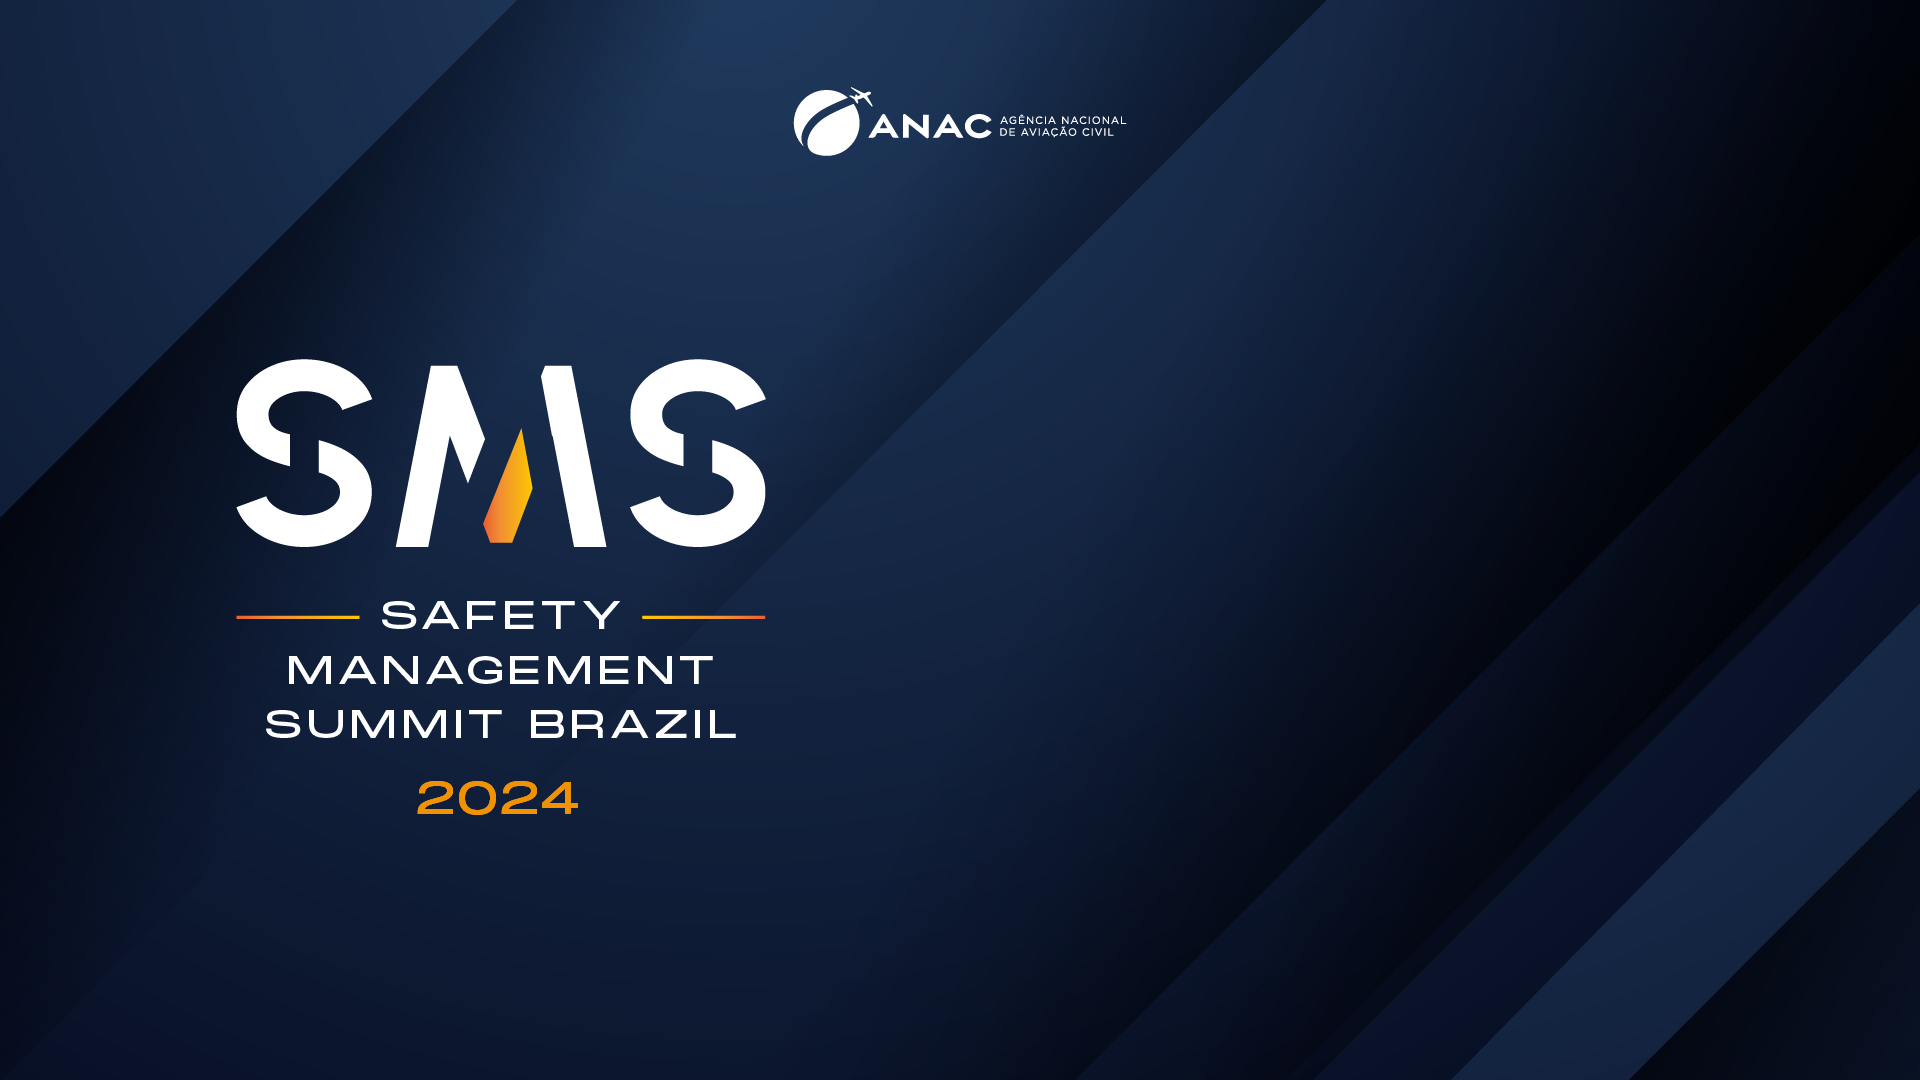 ANAC
AGÊNCIA NACIONAL
DE AVIAÇÃO CIVIL
SMS
SAFETY
MANAGEMENT
SUMMIT BRAZIL
2024